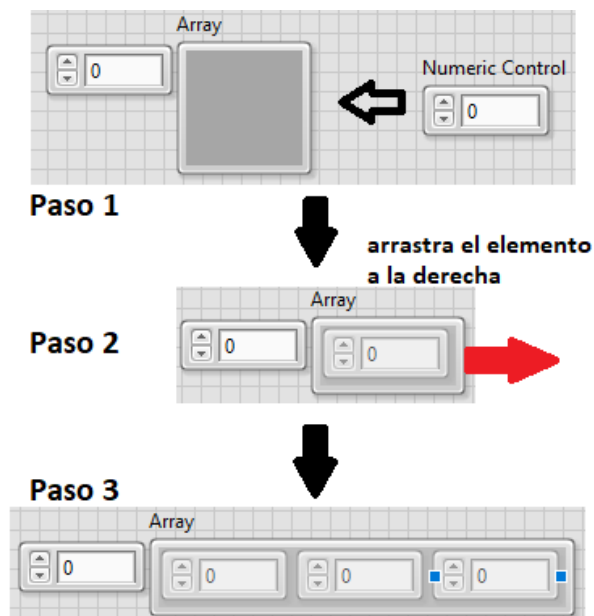 Array
0
Numeric Control
0
Paso 1
arrastra el elemento
a la derecha
Array
Paso 2
0
0
Paso 3
Array
0
0
0
0